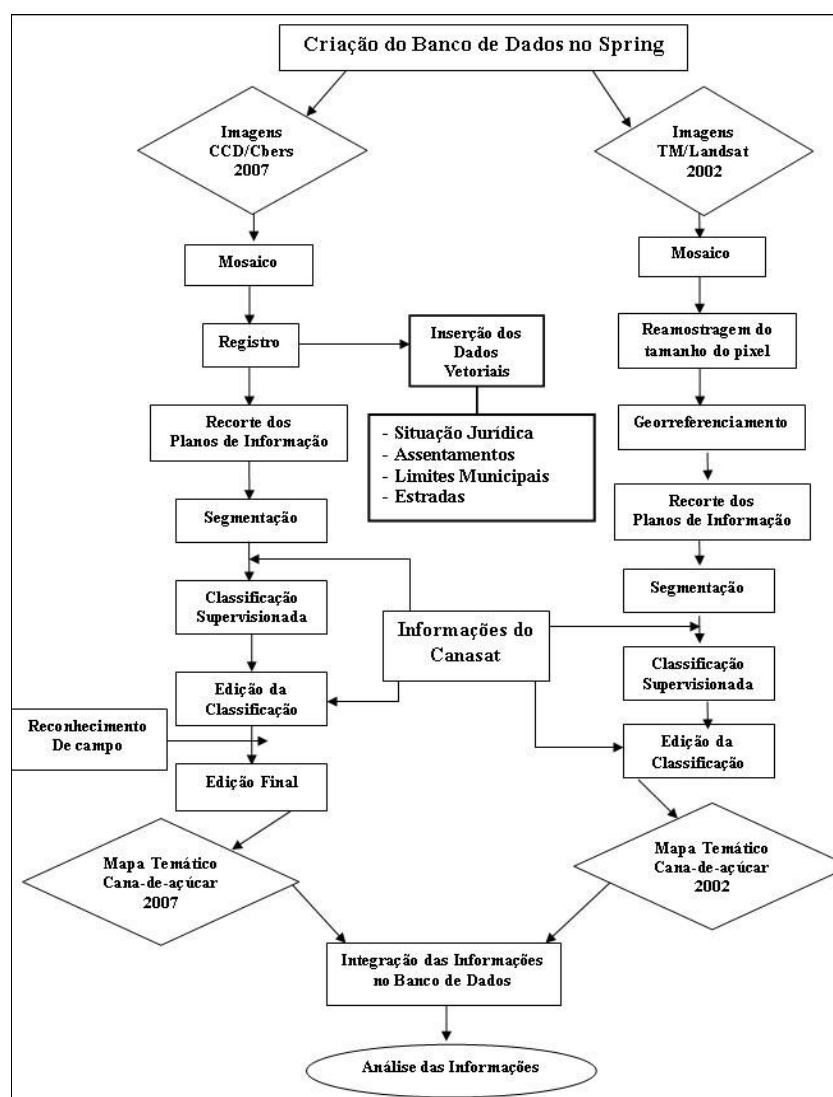 Criação do Banco de Dados no Spring
Imagens
CCD/Cbers
2007
Imagens
TM/Landsat
2002
Mosaico
Mosaico
Registro
Inserção dos
Dados
Vetoriais
Reamostragem do
tamanho do pixel
Recorte dos
Planos de Informação
- Situação Jurídica
- Assentamentos
- Limites Municipais
- Estradas
Georreferenciamento
Segmentação
Recorte dos
Planos de Informação
Classificação
Supervisionada
Informações do
Canasat
Segmentação
Edição da
Classificação
Classificação
Supervisionada
Reconhecimento
De campo
Edição da
Classificação
Edição Final
Mapa Temático
Cana-de-açúcar
2007
Mapa Temático
Cana-de-açúcar
2002
Integração das Informações
no Banco de Dados
Análise das Informações